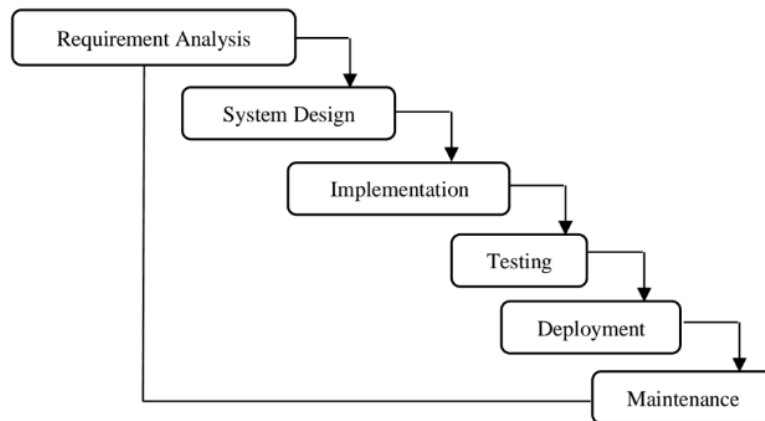 Requirement Analysis
System Design
Implementation
Testing
Deployment
Maintenance